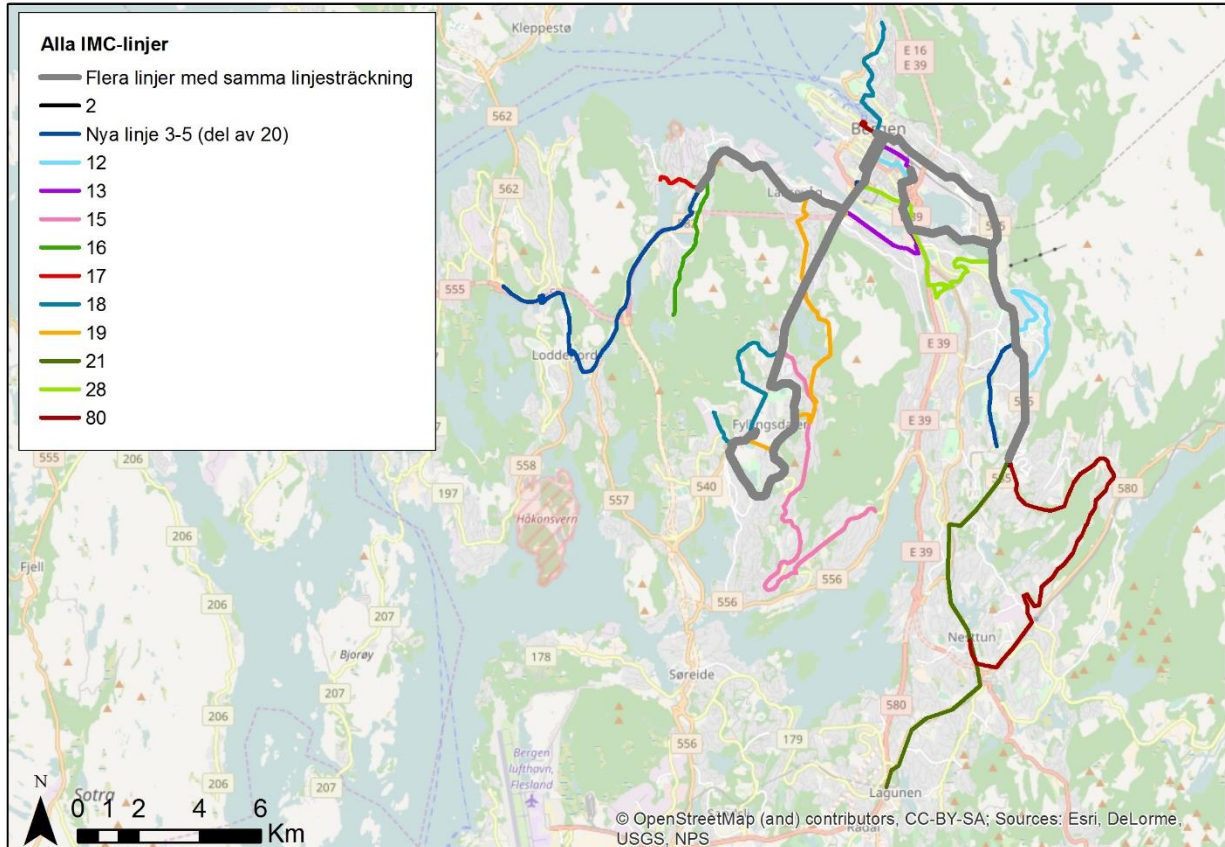 Alla IMC-linjer
Flera linjer med samma linjesträckning
2
Nya linje 3-5 (del av 20)
12
13
15
16
17
18
19
21
28
80
Kleppestø
562
562
E 16
E 39
Bergen
555
Loddefjord
E 39
Fyllingsdalen
E 39
580
555
206
206
558
197
540
557
Håkonsvern
E 39
556
556
Fjell
206
207
207
206
Bjorøy
207
178
Søreide
Nesttun
580
179
556
Bergen
lufthavn,
Flesland
Lagunen
Rådal
N
Sotra
0 1 2 4 6
Km
© OpenStreetMap (and) contributors, CC-BY-SA; Sources: Esri, DeLorme,
USGS, NPS